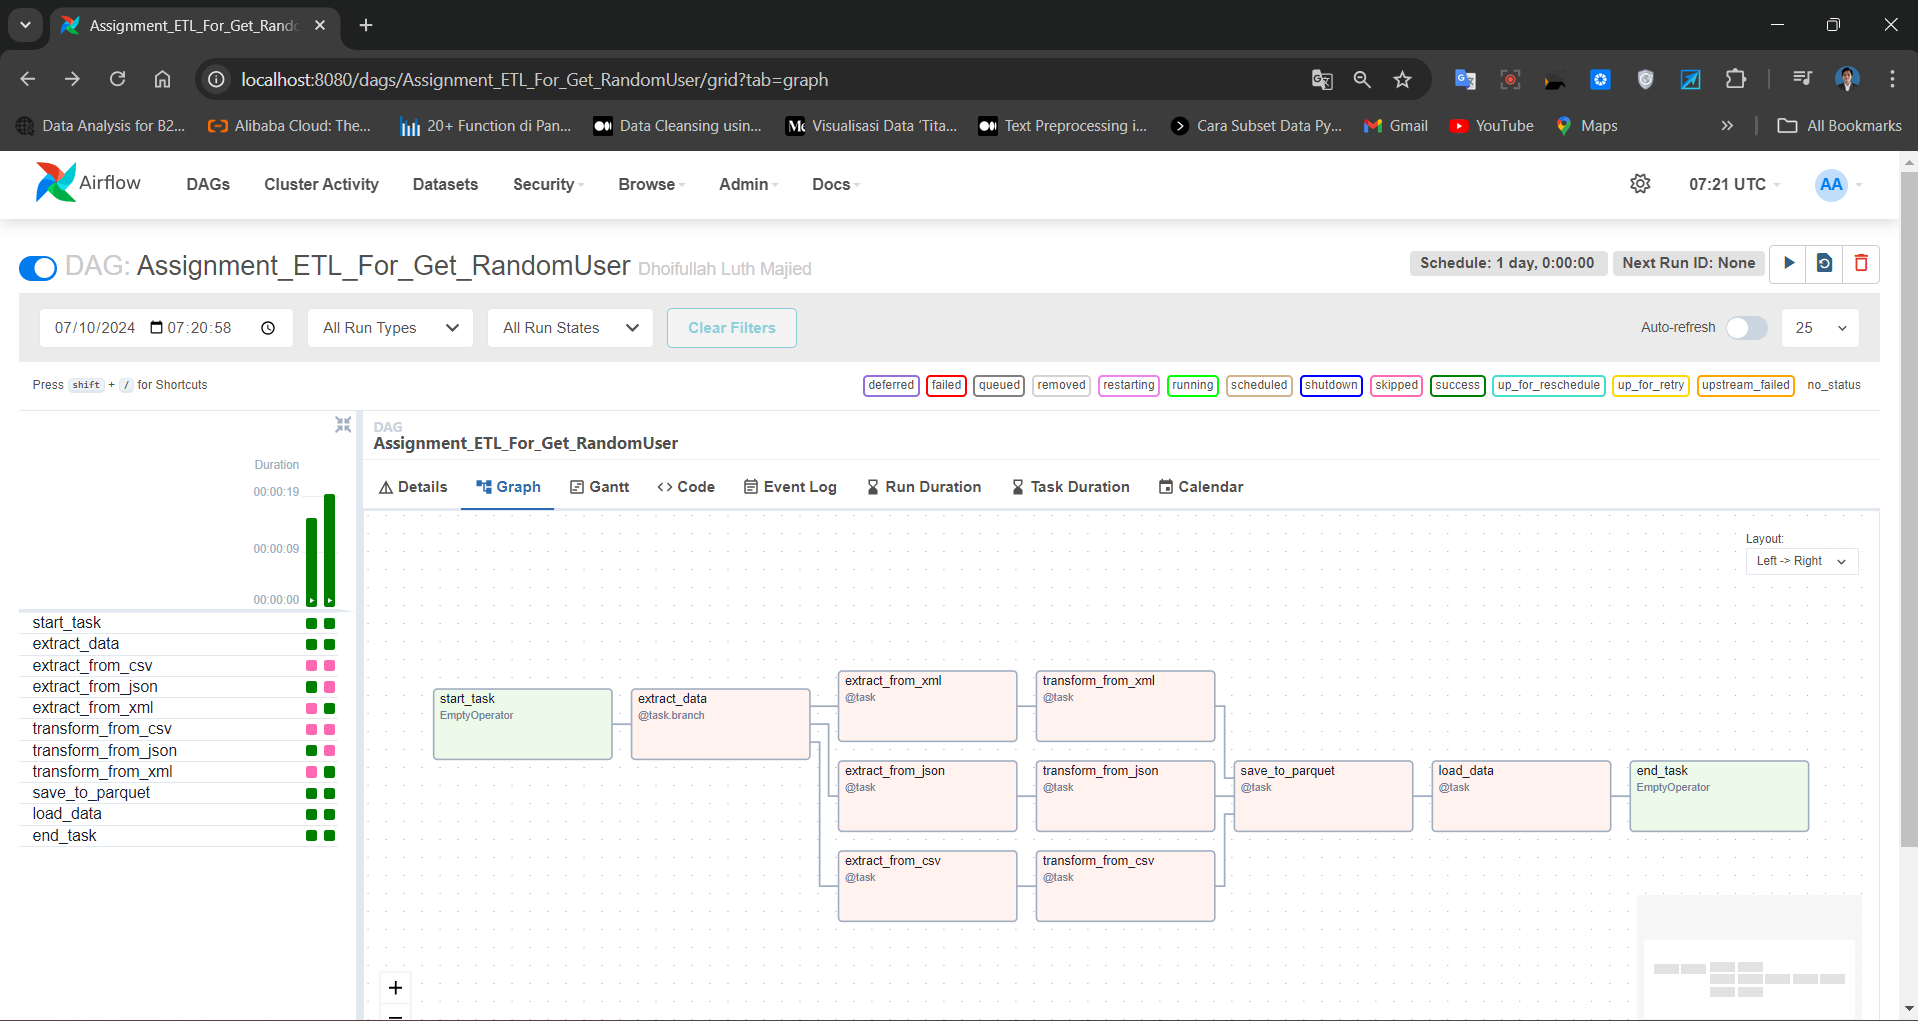 Assignment_ETL_For_Get_Rand
localhost:8080/dags/Assignment_ETL_For_Get_RandomUser/grid?tab=graph
Data Analysis for B2... Alibaba Cloud: The... 20+ Function di Pan... Data Cleansing usin... Visualisasi Data 'Tita... Text Preprocessing i... Cara Subset Data Py... Gmail YouTube Maps » All Bookmarks
Airflow DAGs Cluster Activity Datasets Security Browse Admin Docs 07:21 UTC AA
DAG: Assignment_ETL_For_Get_RandomUser Dhoifullah Luth Majied Schedule: 1 day, 0:00:00 Next Run ID: None
07/10/2024 07:20:58 All Run Types All Run States Clear Filters Auto-refresh 25
Press shift + / for Shortcuts deferred failed queued removed restarting running scheduled shutdown skipped success up_for_reschedule up_for_retry upstream_failed no_status
DAG
Assignment_ETL_For_Get_RandomUser
Details Graph Gantt <> Code Event Log Run Duration Task Duration Calendar
Duration
00:00:19
00:00:09
00:00:00
start_task
extract_data
extract_from_csv
extract_from_json
extract_from_xml
transform_from_csv
transform_from_json
transform_from_xml
save_to_parquet
load_data
end_task
Layout:
Left -> Right
start_task
EmptyOperator
extract_data
@task.branch
extract_from_xml
@task
transform_from_xml
@task
extract_from_json
@task
transform_from_json
@task
save_to_parquet
@task
load_data
@task
end_task
EmptyOperator
extract_from_csv
@task
transform_from_csv
@task
+